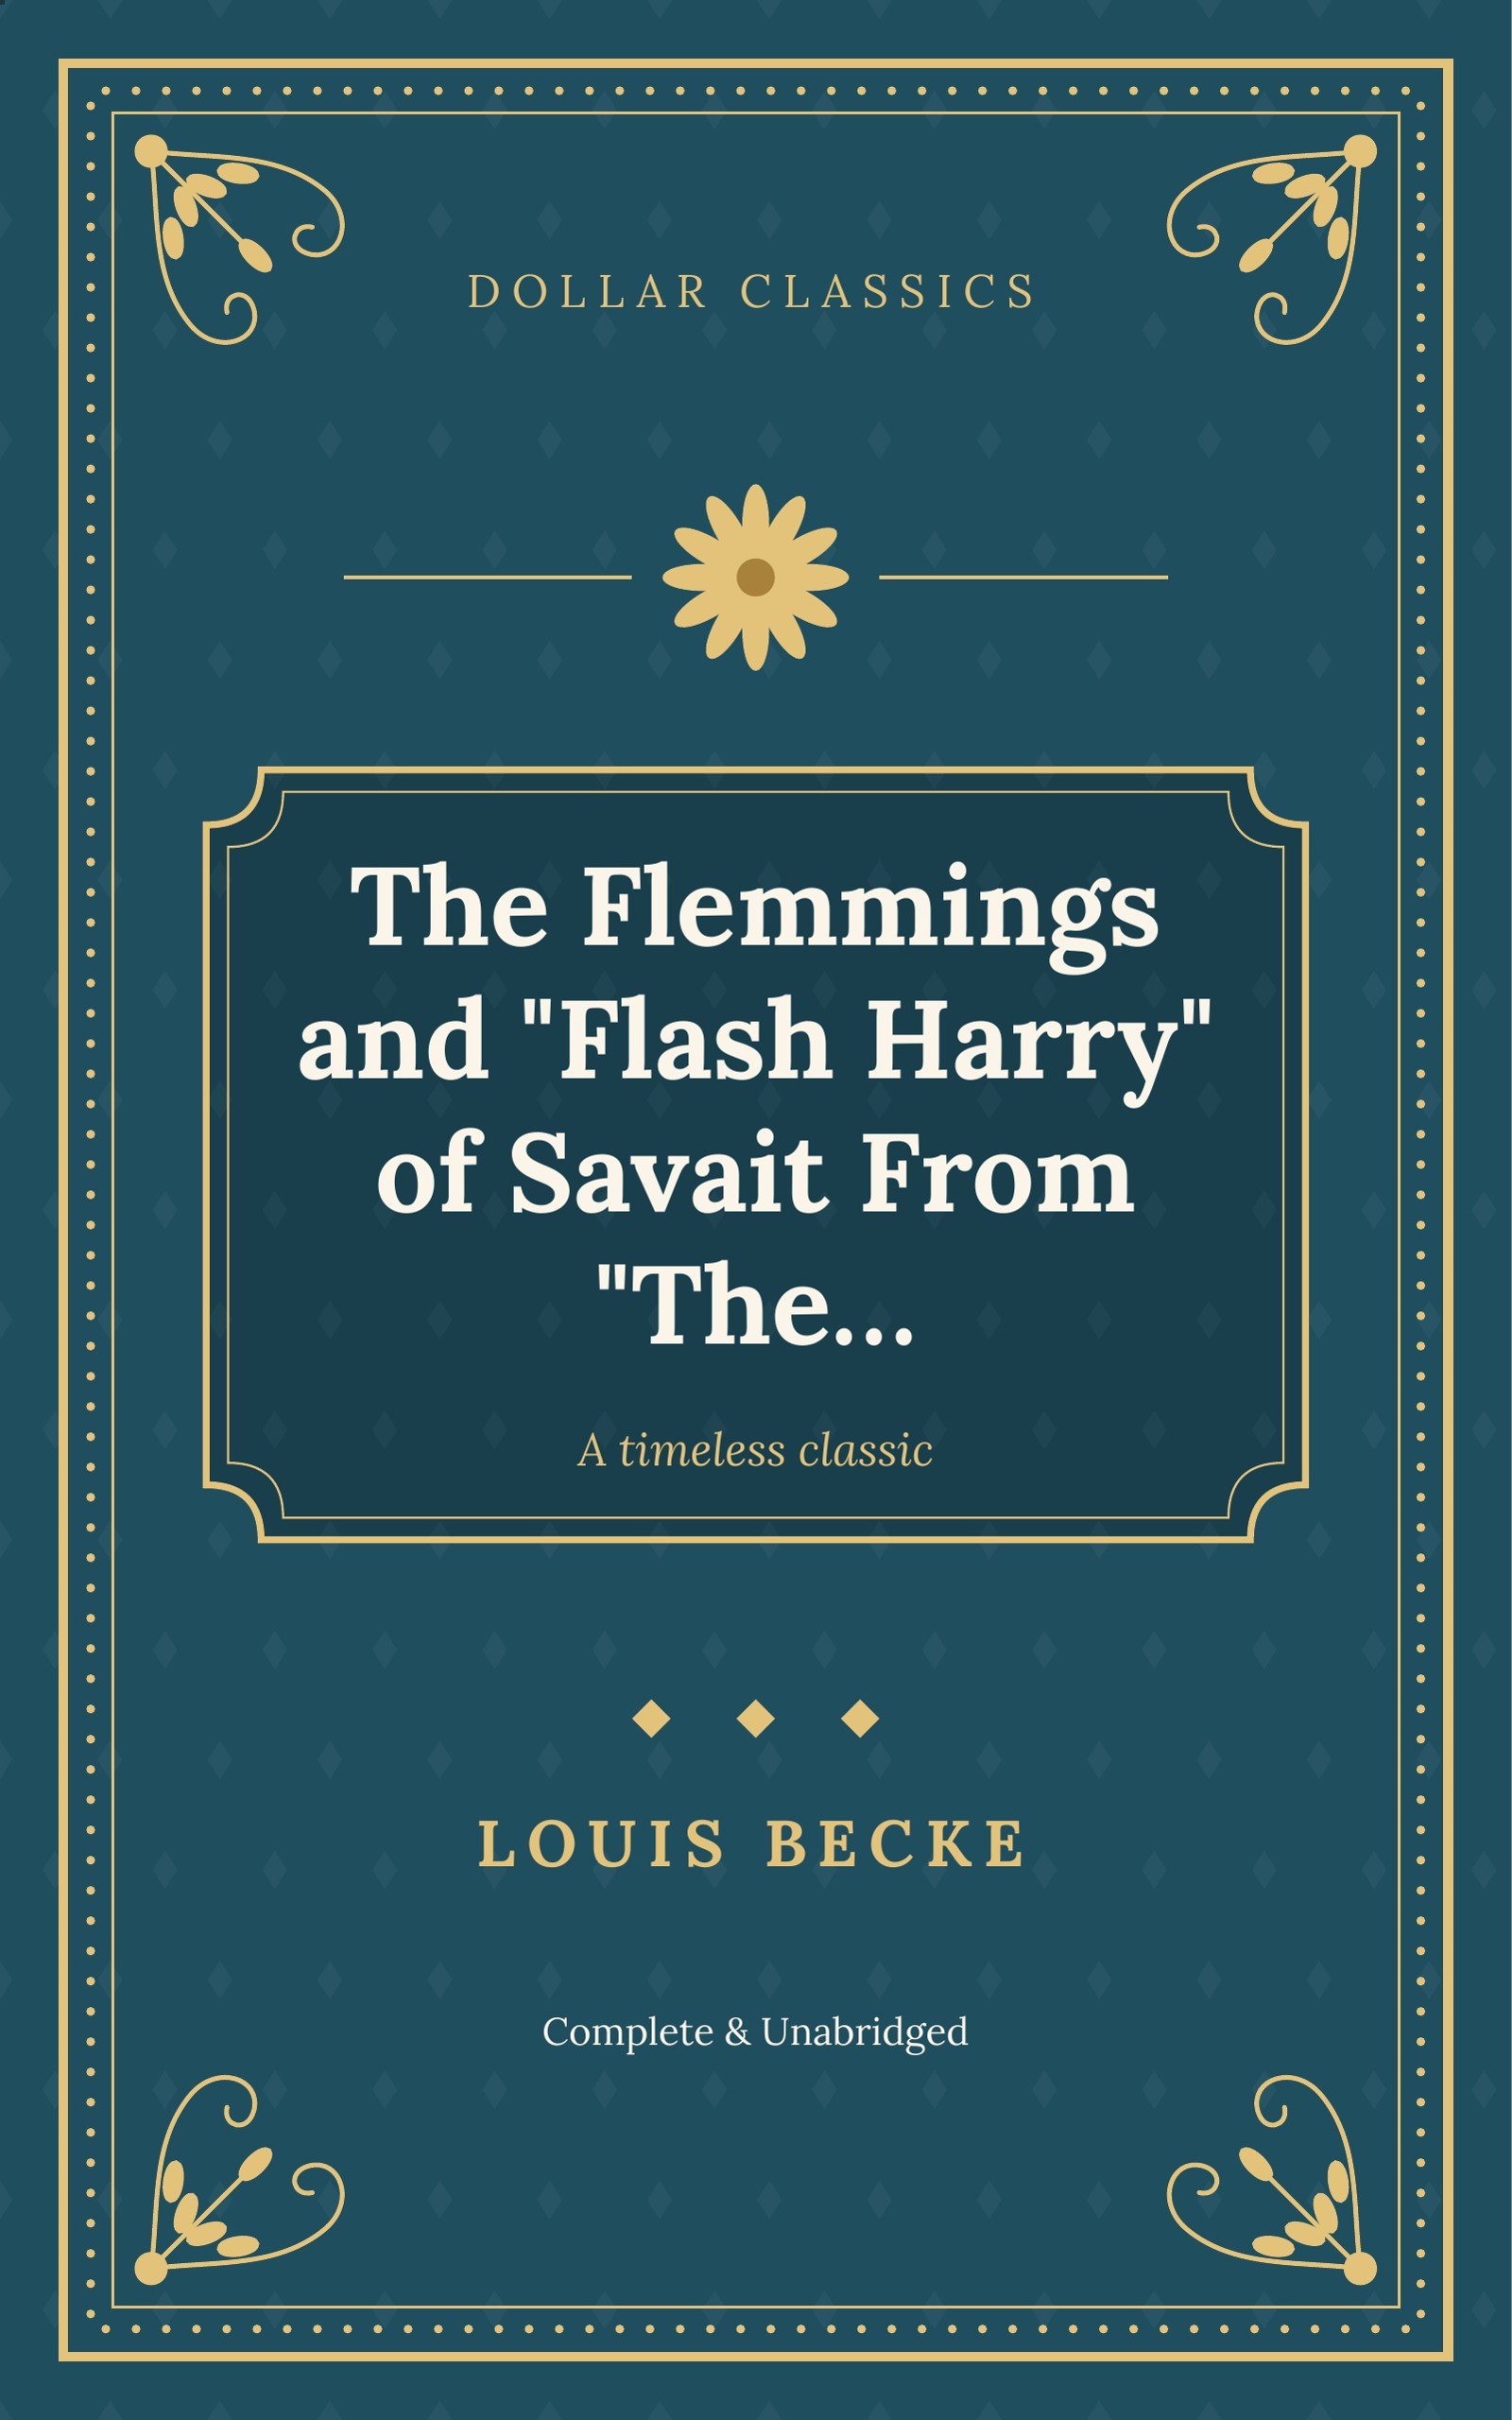 DOLLAR CLASSICS
The Flemmings
and "Flash Harry"
of Savait From
"The...
A timeless classic
LOUIS BECKE
Complete & Unabridged